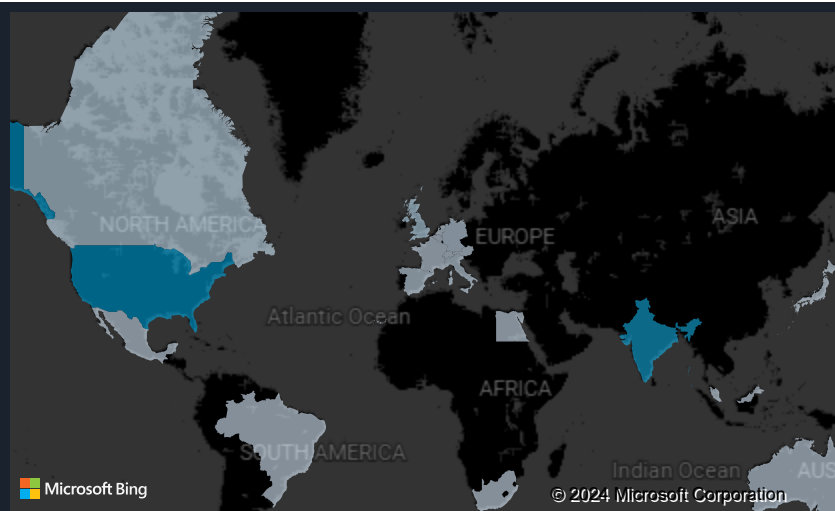 NORTH AMERICA
ASIA
EUROPE
Atlantic Ocean
AFRICA
SOUTH AMERICA
Indian Ocean
AUS
Microsoft Bing
© 2024 Microsoft Corporation